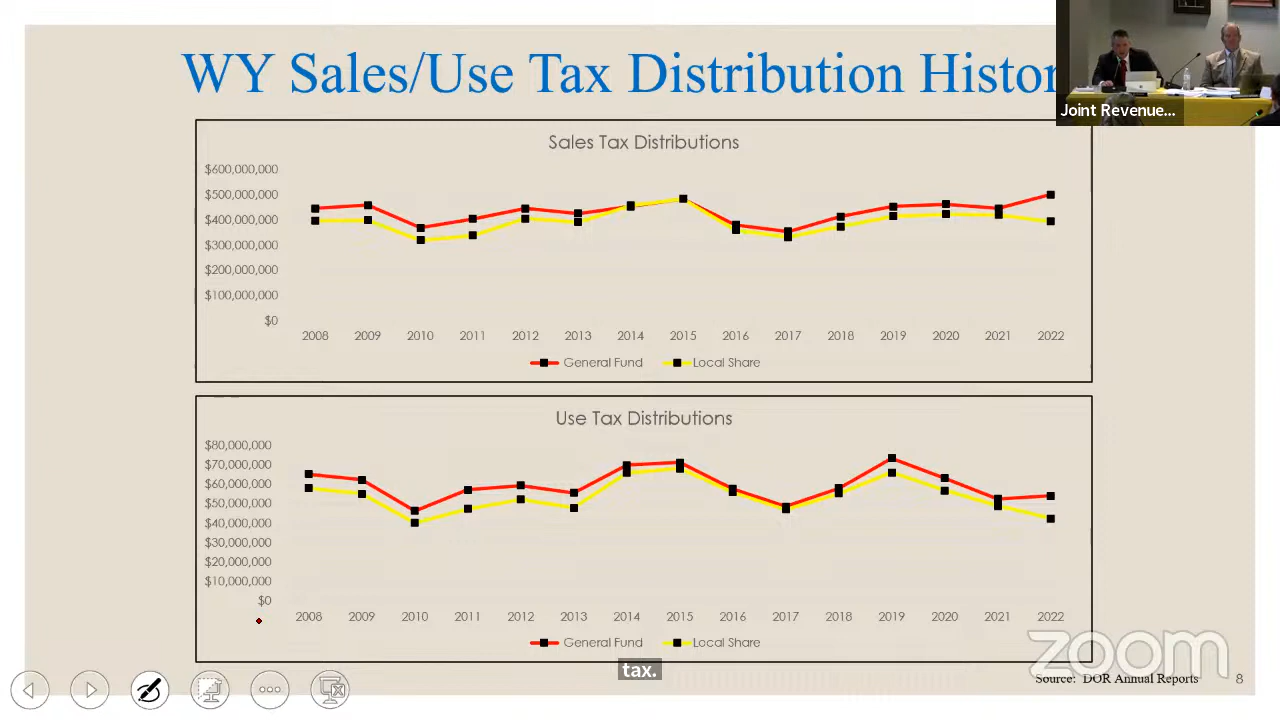 WY Sales/Use Tax Distribution Histor
Joint Revenue...
Sales Tax Distributions
$600,000,000
$500,000,000
$400,000,000
$300,000,000
$200,000,000
$100,000,000
$0
2008 2009 2010 2011 2012 2013 2014 2015 2016 2017 2018 2019 2020 2021 2022
General Fund Local Share
Use Tax Distributions
$80,000,000
$70,000,000
$60,000,000
$50,000,000
$40,000,000
$30,000,000
$20,000,000
$10,000,000
$0
2008 2009 2010 2011 2012 2013 2014 2015 2016 2017 2018 2019 2020 2021 2022
General Fund Local Share
zoom
tax.
Source: DOR Annual Reports 8